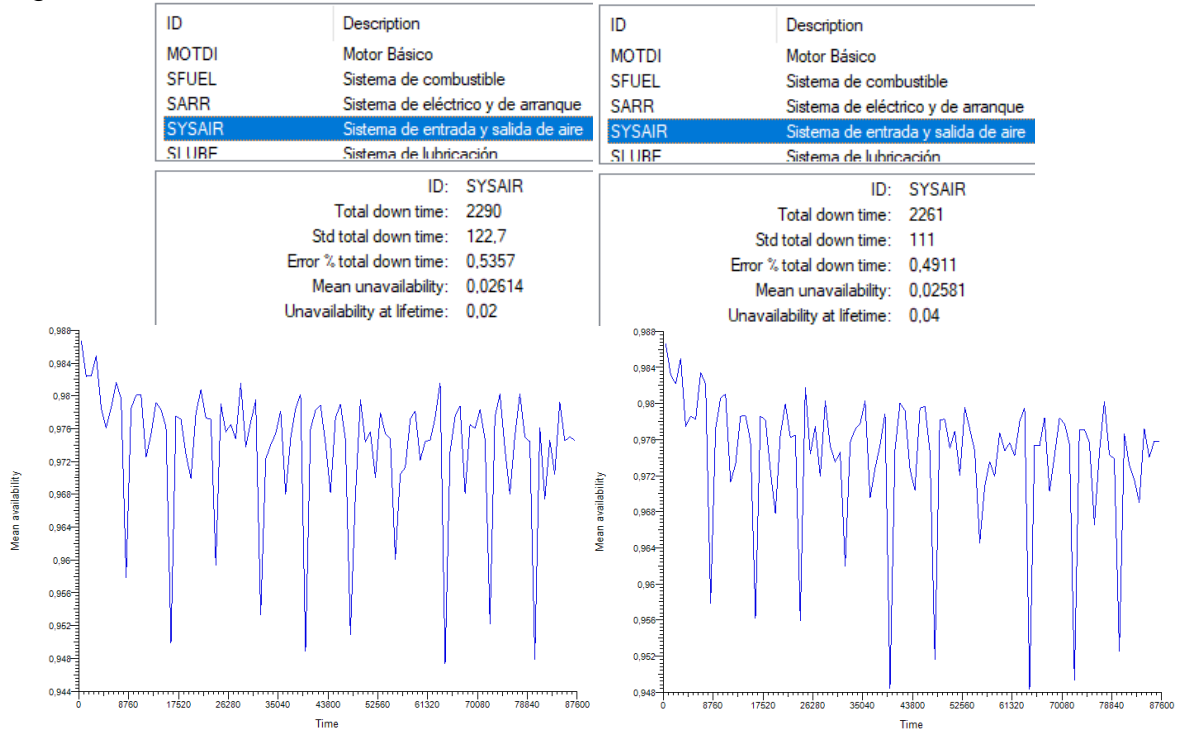 ID Description
MOTDI Motor Básico
SFUEL Sistema de combustible
SARR Sistema de eléctrico y de arranque
SYSAIR Sistema de entrada y salida de aire
SLUBE Sistema de lubricación
ID: SYSAIR
Total down time: 2290
Std total down time: 122,7
Error % total down time: 0,5357
Mean unavailability: 0,02614
Unavailability at lifetime: 0,02
ID Description
MOTDI Motor Básico
SFUEL Sistema de combustible
SARR Sistema de eléctrico y de arranque
SYSAIR Sistema de entrada y salida de aire
SLUBE Sistema de lubricación
ID: SYSAIR
Total down time: 2261
Std total down time: 111
Error % total down time: 0,4911
Mean unavailability: 0,02581
Unavailability at lifetime: 0,04
Mean availability
0,988
0,984
0,98
0,976
0,972
0,968
0,964
0,96
0,956
0,952
0,948
0,944
0 8760 17520 26280 35040 43800 52560 61320 70080 78840 87600
Time
Mean availability
0,988
0,984
0,98
0,976
0,972
0,968
0,964
0,96
0,956
0,952
0,948
0 8760 17520 26280 35040 43800 52560 61320 70080 78840 87600
Time